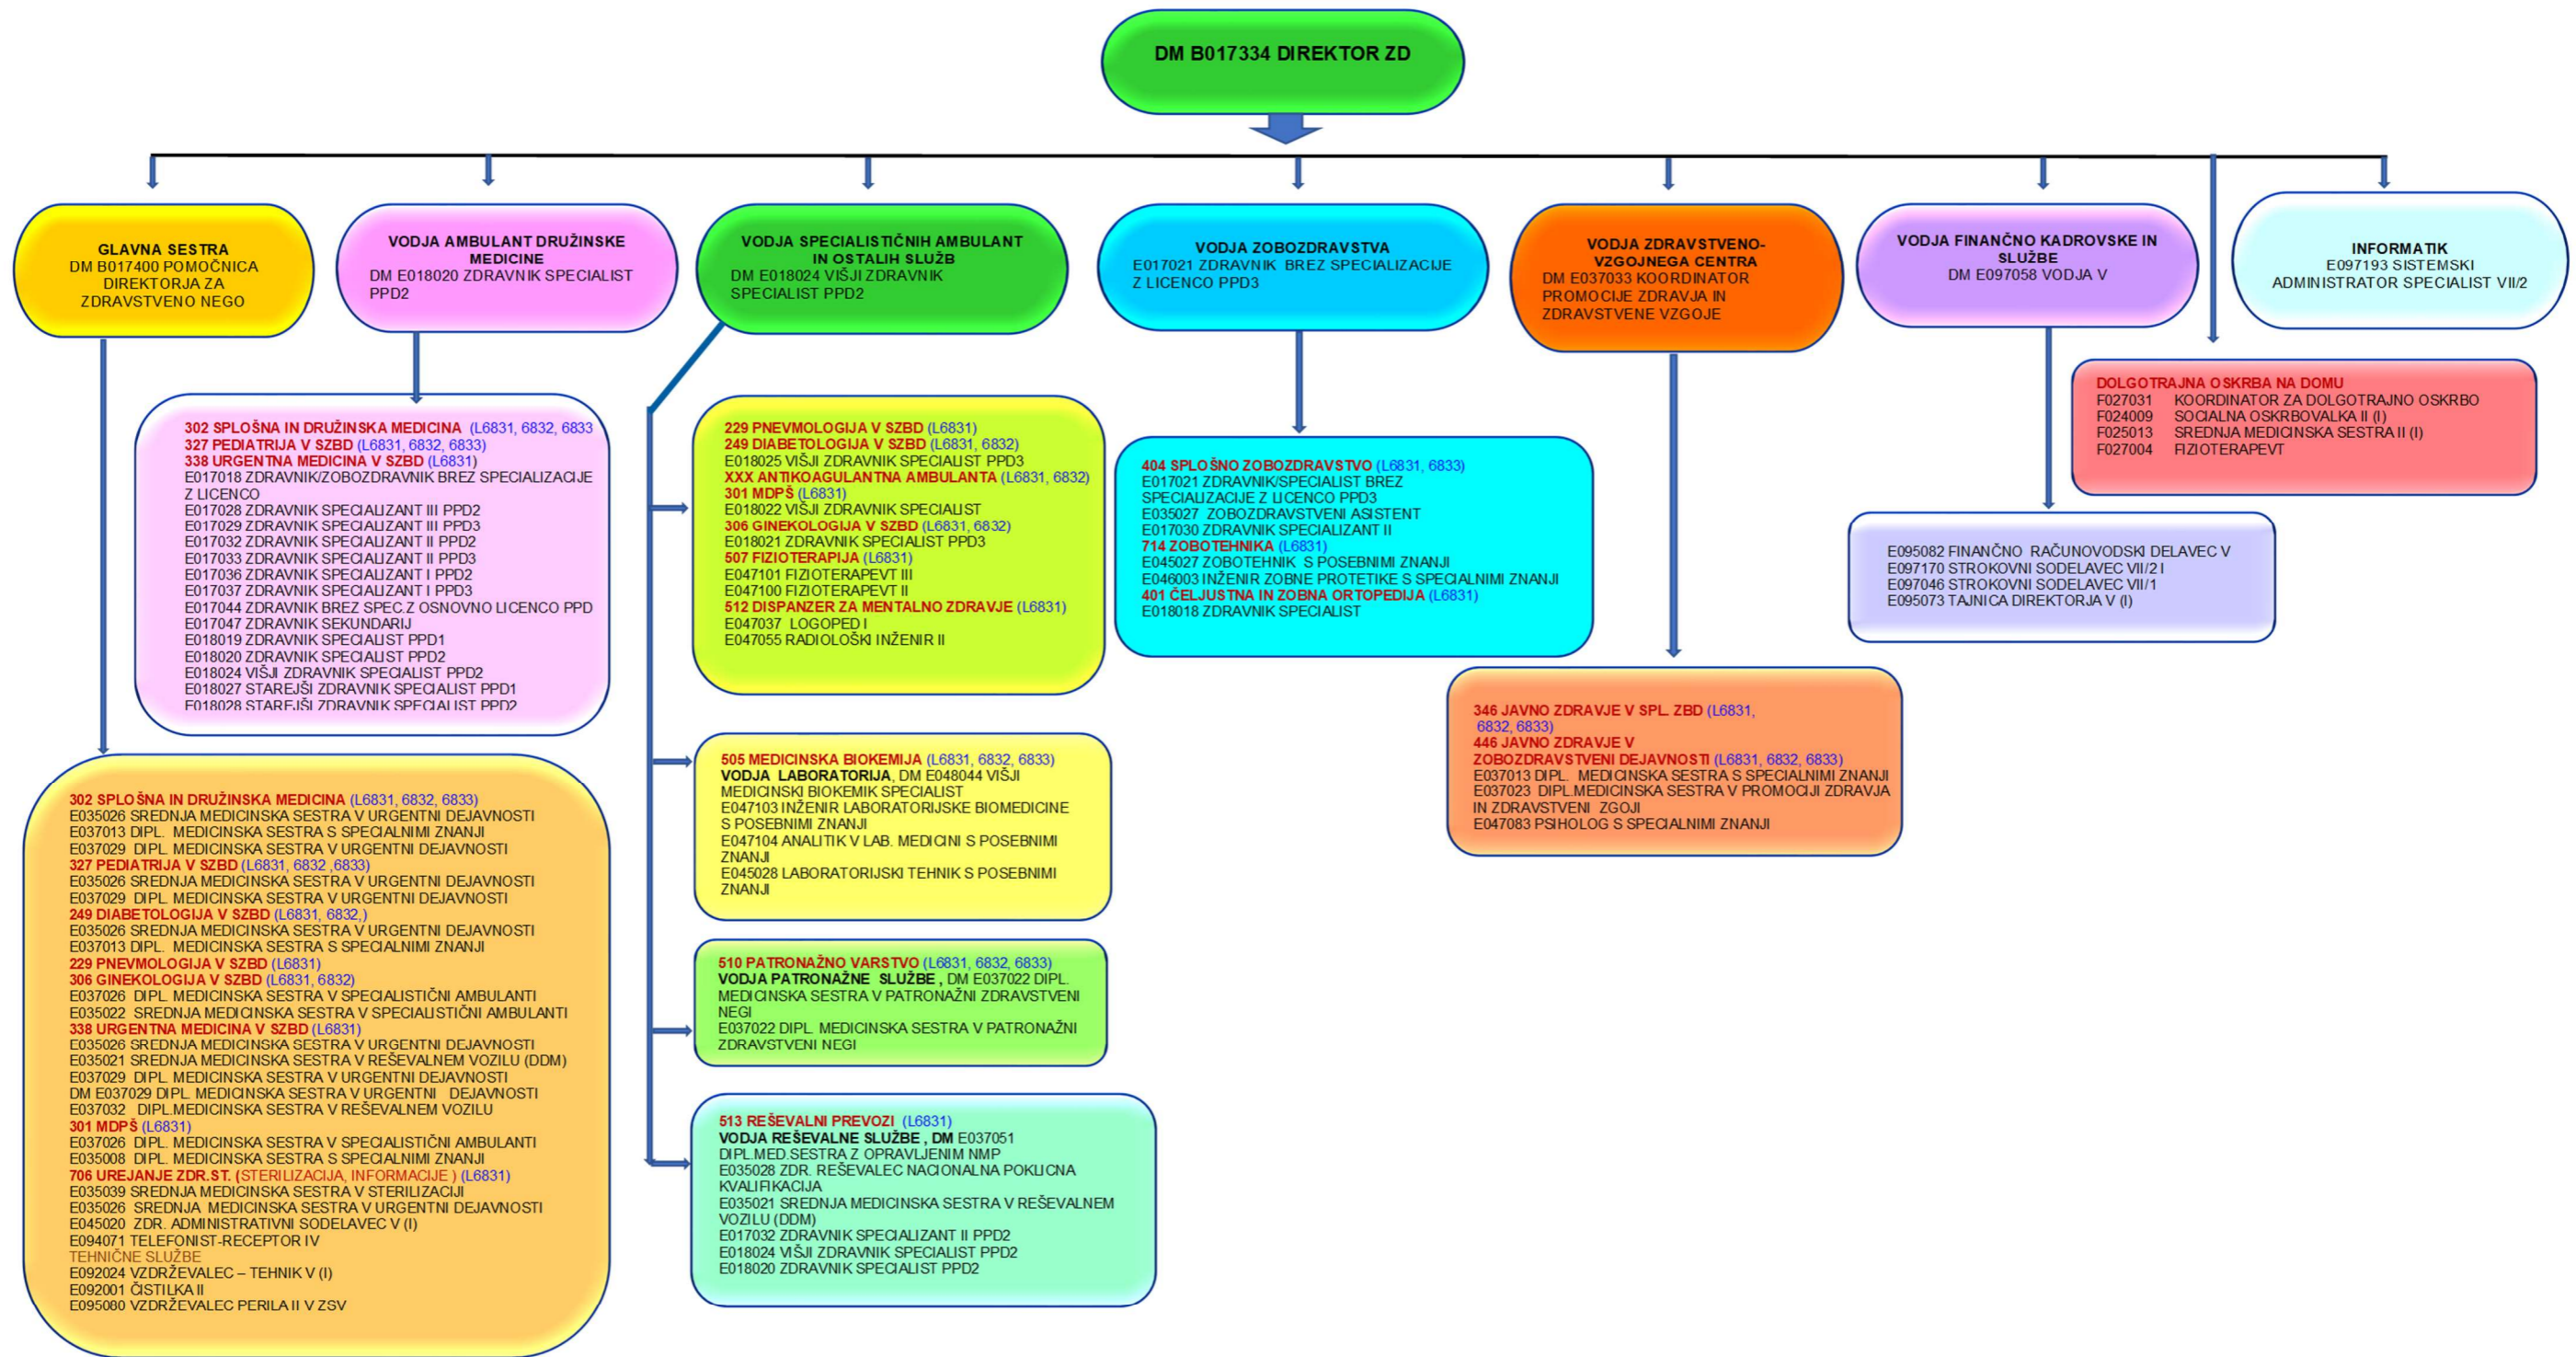 DM B017334 DIREKTOR ZD
GLAVNA SESTRA
DM B017400 POMOČNICA
DIREKTORJA ZA
ZDRAVSTVENO NEGO
VODJA AMBULANT DRUŽINSKE
MEDICINE
DM E018020 ZDRAVNIK SPECIALIST
PPD2
VODJA SPECIALISTIČNIH AMBULANT
IN OSTALIH SLUŽB
DM E018024 VIŠJI ZDRAVNIK
SPECIALIST PPD2
VODJA ZOBOZDRAVSTVA
E017021 ZDRAVNIK BREZ SPECIALIZACIJE
Z LICENCO PPD3
VODJA ZDRAVSTVENO-
VZGOJNEGA CENTRA
DM E037033 KOORDINATOR
PROMOCIJE ZDRAVJA IN
ZDRAVSTVENE VZGOJE
VODJA FINANČNO KADROVSKE IN
SLUŽBE
DM E097058 VODJA V
INFORMATIK
E097193 SISTEMSKI
ADMINISTRATOR SPECIALIST VII/2
DOLGOTRAJNA OSKRBA NA DOMU
F027031 KOORDINATOR ZA DOLGOTRAJNO OSKRBO
F024009 SOCIALNA OSKRBOVALKA II (I)
F025013 SREDNJA MEDICINSKA SESTRA II (I)
F027004 FIZIOTERAPEVT
302 SPLOŠNA IN DRUŽINSKA MEDICINA (L6831, 6832, 6833
327 PEDIATRIJA V SZBD (L6831, 6832, 6833)
338 URGENTNA MEDICINA V SZBD (L6831)
E017018 ZDRAVNIK/ZOBOZDRAVNIK BREZ SPECIALIZACIJE
Z LICENCO
E017028 ZDRAVNIK SPECIALIZANT III PPD2
E017029 ZDRAVNIK SPECIALIZANT III PPD3
E017032 ZDRAVNIK SPECIALIZANT II PPD2
E017033 ZDRAVNIK SPECIALIZANT II PPD3
E017036 ZDRAVNIK SPECIALIZANT I PPD2
E017037 ZDRAVNIK SPECIALIZANT I PPD3
E017044 ZDRAVNIK BREZ SPEC.Z OSNOVNO LICENCO PPD
E017047 ZDRAVNIK SEKUNDARIJ
E018019 ZDRAVNIK SPECIALIST PPD1
E018020 ZDRAVNIK SPECIALIST PPD2
E018024 VIŠJI ZDRAVNIK SPECIALIST PPD2
E018027 STAREJŠI ZDRAVNIK SPECIALIST PPD1
E018028 STAREJŠI ZDRAVNIK SPECIALIST PPD2
229 PNEVMOLOGIJA V SZBD (L6831)
249 DIABETOLOGIJA V SZBD (L6831, 6832)
E018025 VIŠJI ZDRAVNIK SPECIALIST PPD3
XXX ANTIKOAGULANTNA AMBULANTA (L6831, 6832)
301 MDPŠ (L6831)
E018022 VIŠJI ZDRAVNIK SPECIALIST
306 GINEKOLOGIJA V SZBD (L6831, 6832)
E018021 ZDRAVNIK SPECIALIST PPD3
507 FIZIOTERAPIJA (L6831)
E047101 FIZIOTERAPEVT III
E047100 FIZIOTERAPEVT II
512 DISPANZER ZA MENTALNO ZDRAVJE (L6831)
E047037 LOGOPED I
E047055 RADIOLOŠKI INŽENIR II
404 SPLOŠNO ZOBOZDRAVSTVO (L6831, 6833)
E017021 ZDRAVNIK/SPECIALIST BREZ
SPECIALIZACIJE Z LICENCO PPD3
E035027 ZOBOZDRAVSTVENI ASISTENT
E017030 ZDRAVNIK SPECIALIZANT II
714 ZOBOTEHNIKA (L6831)
E045027 ZOBOTEHNIK S POSEBNIMI ZNANJI
E046003 INŽENIR ZOBNE PROTETIKE S SPECIALNIMI ZNANJI
401 ČELJUSTNA IN ZOBNA ORTOPEDIJA (L6831)
E018018 ZDRAVNIK SPECIALIST
E095082 FINANČNO RAČUNOVODSKI DELAVEC V
E097170 STROKOVNI SODELAVEC VII/2 I
E097046 STROKOVNI SODELAVEC VII/1
E095073 TAJNICA DIREKTORJA V (I)
346 JAVNO ZDRAVJE V SPL. ZBD (L6831,
6832, 6833)
446 JAVNO ZDRAVJE V
ZOBOZDRAVSTVENI DEJAVNOSTI (L6831, 6832, 6833)
E037013 DIPL. MEDICINSKA SESTRA S SPECIALNIMI ZNANJI
E037023 DIPL.MEDICINSKA SESTRA V PROMOCIJI ZDRAVJA
IN ZDRAVSTVENI ZGOJI
E047083 PSIHOLOG S SPECIALNIMI ZNANJI
302 SPLOŠNA IN DRUŽINSKA MEDICINA (L6831, 6832, 6833)
E035026 SREDNJA MEDICINSKA SESTRA V URGENTNI DEJAVNOSTI
E037013 DIPL. MEDICINSKA SESTRA S SPECIALNIMI ZNANJI
E037029 DIPL. MEDICINSKA SESTRA V URGENTNI DEJAVNOSTI
327 PEDIATRIJA V SZBD (L6831, 6832 ,6833)
E035026 SREDNJA MEDICINSKA SESTRA V URGENTNI DEJAVNOSTI
E037029 DIPL. MEDICINSKA SESTRA V URGENTNI DEJAVNOSTI
249 DIABETOLOGIJA V SZBD (L6831, 6832,)
E035026 SREDNJA MEDICINSKA SESTRA V URGENTNI DEJAVNOSTI
E037013 DIPL. MEDICINSKA SESTRA S SPECIALNIMI ZNANJI
229 PNEVMOLOGIJA V SZBD (L6831)
306 GINEKOLOGIJA V SZBD (L6831, 6832)
E037026 DIPL. MEDICINSKA SESTRA V SPECIALISTIČNI AMBULANTI
E035022 SREDNJA MEDICINSKA SESTRA V SPECIALISTIČNI AMBULANTI
338 URGENTNA MEDICINA V SZBD (L6831)
E035026 SREDNJA MEDICINSKA SESTRA V URGENTNI DEJAVNOSTI
E035021 SREDNJA MEDICINSKA SESTRA V REŠEVALNEM VOZILU (DDM)
E037029 DIPL. MEDICINSKA SESTRA V URGENTNI DEJAVNOSTI
DM E037029 DIPL. MEDICINSKA SESTRA V URGENTNI DEJAVNOSTI
E037032 DIPL.MEDICINSKA SESTRA V REŠEVALNEM VOZILU
301 MDPŠ (L6831)
E037026 DIPL. MEDICINSKA SESTRA V SPECIALISTIČNI AMBULANTI
E035008 DIPL. MEDICINSKA SESTRA S SPECIALNIMI ZNANJI
706 UREJANJE ZDR.ST. (STERILIZACIJA, INFORMACIJE ) (L6831)
E035039 SREDNJA MEDICINSKA SESTRA V STERILIZACIJI
E035026 SREDNJA MEDICINSKA SESTRA V URGENTNI DEJAVNOSTI
E045020 ZDR. ADMINISTRATIVNI SODELAVEC V (I)
E094071 TELEFONIST-RECEPTOR IV
TEHNIČNE SLUŽBE
E092024 VZDRŽEVALEC – TEHNIK V (I)
E092001 ČISTILKA II
E095080 VZDRŽEVALEC PERILA II V ZSV
505 MEDICINSKA BIOKEMIJA (L6831, 6832, 6833)
VODJA LABORATORIJA, DM E048044 VIŠJI
MEDICINSKI BIOKEMIK SPECIALIST
E047103 INŽENIR LABORATORIJSKE BIOMEDICINE
S POSEBNIMI ZNANJI
E047104 ANALITIK V LAB. MEDICINI S POSEBNIMI
ZNANJI
E045028 LABORATORIJSKI TEHNIK S POSEBNIMI
ZNANJI
510 PATRONAŽNO VARSTVO (L6831, 6832, 6833)
VODJA PATRONAŽNE SLUŽBE , DM E037022 DIPL.
MEDICINSKA SESTRA V PATRONAŽNI ZDRAVSTVENI
NEGI
E037022 DIPL. MEDICINSKA SESTRA V PATRONAŽNI
ZDRAVSTVENI NEGI
513 REŠEVALNI PREVOZI (L6831)
VODJA REŠEVALNE SLUŽBE , DM E037051
DIPL.MED.SESTRA Z OPRAVLJENIM NMP
E035028 ZDR. REŠEVALEC NACIONALNA POKLICNA
KVALIFIKACIJA
E035021 SREDNJA MEDICINSKA SESTRA V REŠEVALNEM
VOZILU (DDM)
E017032 ZDRAVNIK SPECIALIZANT II PPD2
E018024 VIŠJI ZDRAVNIK SPECIALIST PPD2
E018020 ZDRAVNIK SPECIALIST PPD2